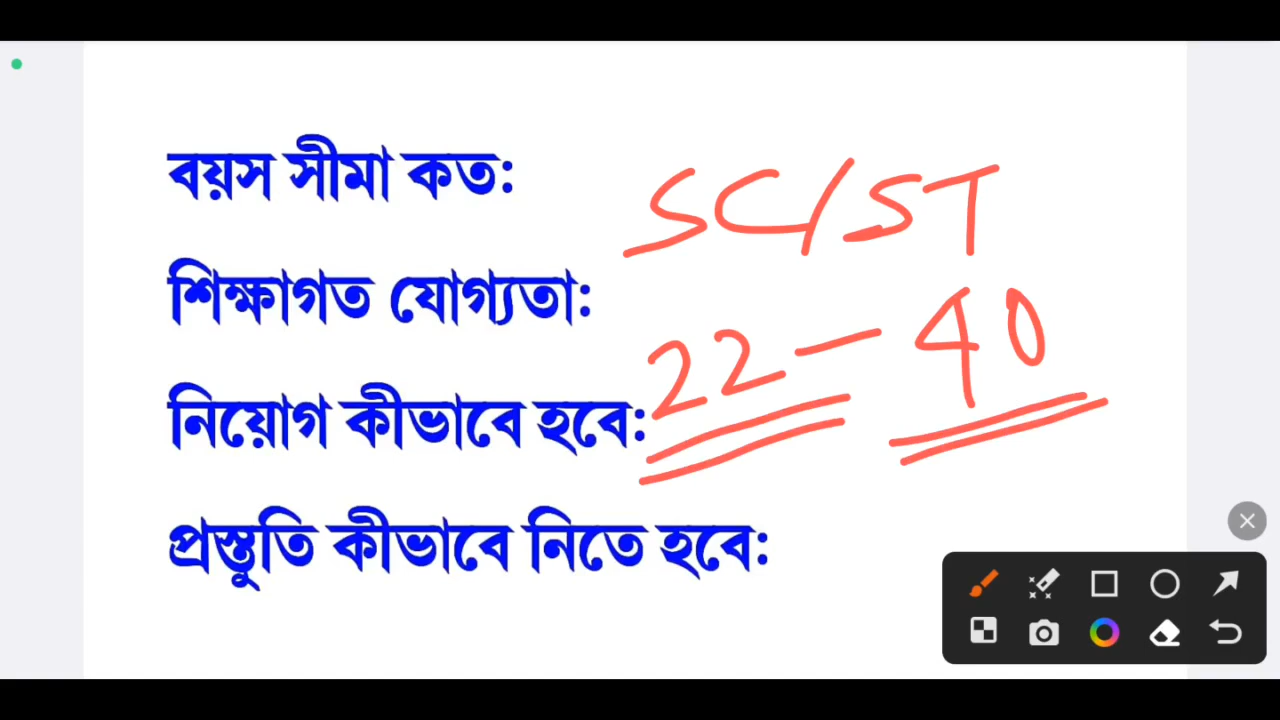 বয়স সীমা কত:
SC/ST
শিক্ষাগত যোগ্যতা:
22-40
নিয়োগ কীভাবে হবে:
প্রস্তুতি কীভাবে নিতে হবে: